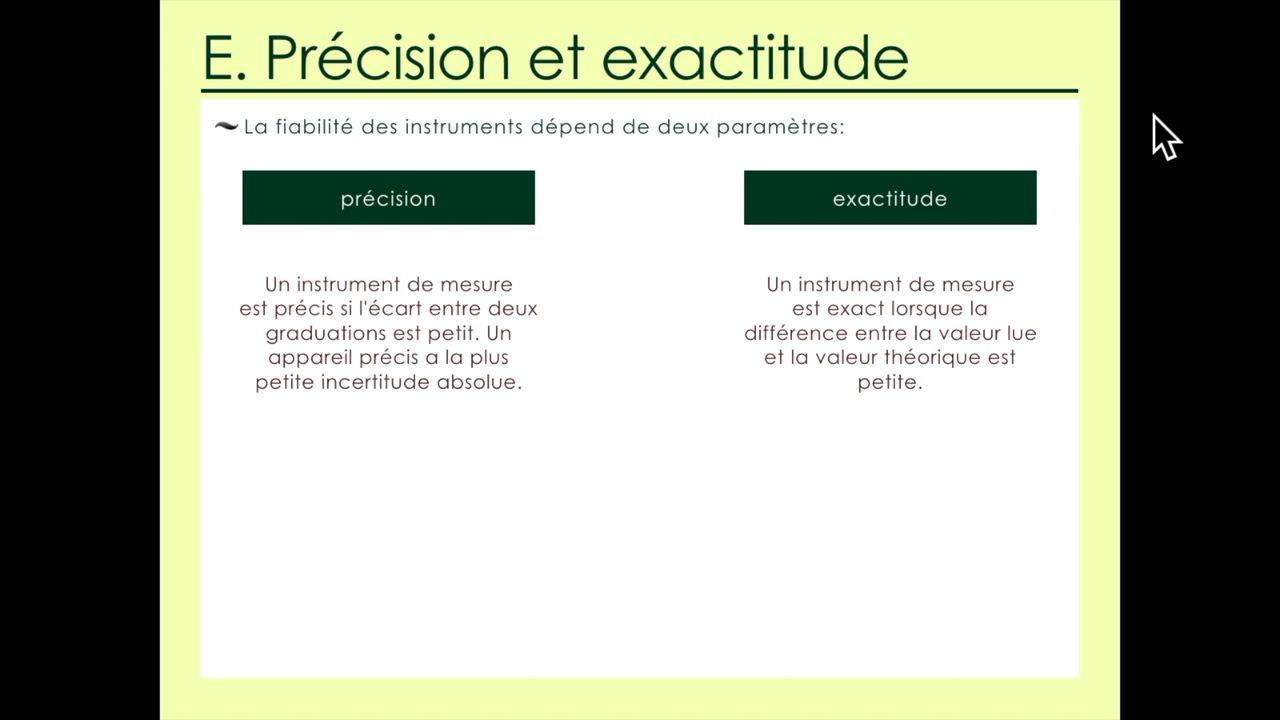 E. Précision et exactitude
La fiabilité des instruments dépend de deux paramètres:
précision
Un instrument de mesure
est précis si l'écart entre deux
graduations est petit. Un
appareil précis a la plus
petite incertitude absolue.
exactitude
Un instrument de mesure
est exact lorsque la
différence entre la valeur lue
et la valeur théorique est
petite.